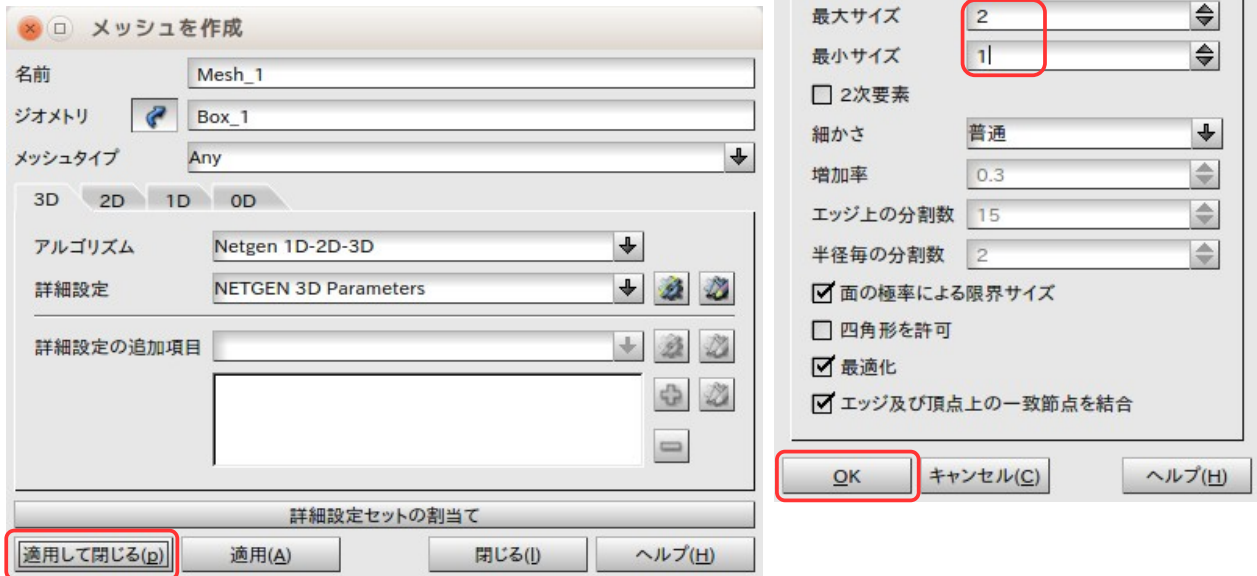 メッシュを作成
名前 Mesh_1
ジオメトリ Box_1
メッシュタイプ Any
3D 2D 1D 0D
アルゴリズム Netgen 1D-2D-3D
詳細設定 NETGEN 3D Parameters
詳細設定の追加項目
詳細設定セットの割当て
適用して閉じる(p) 適用(A) 閉じる(l) ヘルプ(H)
最大サイズ 2
最小サイズ 1
2次要素
細かさ 普通
増加率 0.3
エッジ上の分割数 15
半径毎の分割数 2
面の極率による限界サイズ
四角形を許可
最適化
エッジ及び頂点上の一致節点を結合
OK キャンセル(C) ヘルプ(H)